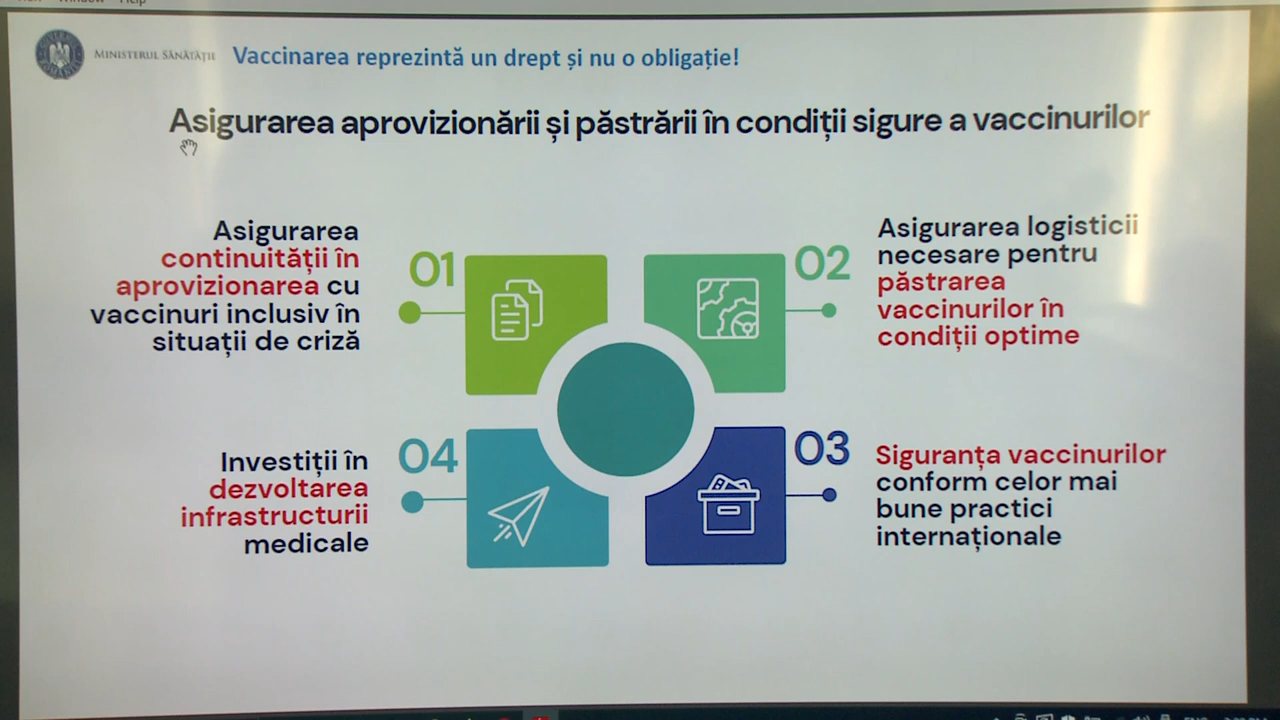 MINISTERUL SĂNĂTĂȚII
Vaccinarea reprezintă un drept și nu o obligație!
Asigurarea aprovizionării și păstrării în condiții sigure a vaccinurilor
01
Asigurarea
continuității în
aprovizionarea cu
vaccinuri inclusiv în
situații de criză
02
Asigurarea logisticii
necesare pentru
păstrarea
vaccinurilor în
condiții optime
03
Siguranța vaccinurilor
conform celor mai
bune practici
internaționale
04
Investiții în
dezvoltarea
infrastructurii
medicale